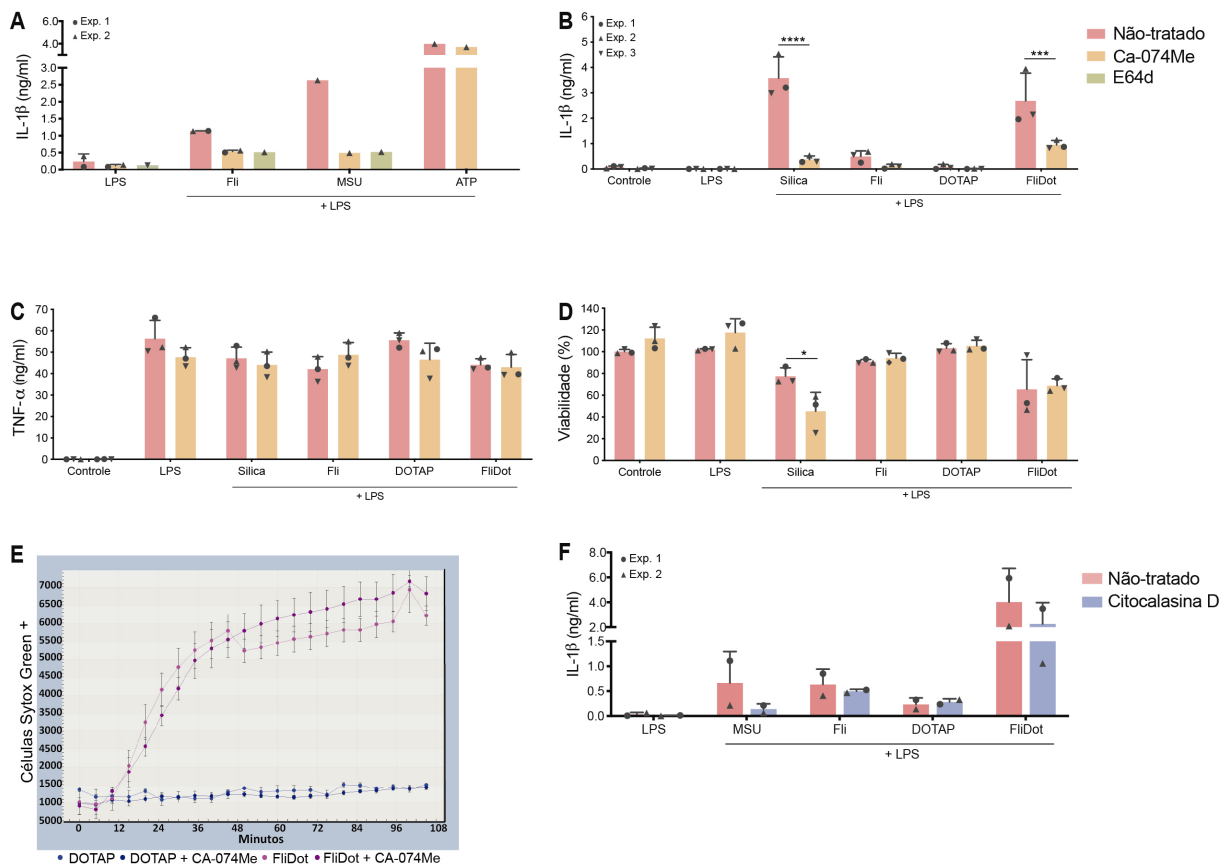 A
Exp. 1
Exp. 2
IL-1β (ng/ml)
6.0
4.0
2.0
3.0
2.5
1.5
1.0
0.5
0.0
LPS
Fli
MSU
ATP
+ LPS
B
Exp. 1
Exp. 2
Exp. 3
IL-1β (ng/ml)
6
5
4
3
2
1
0
****
***
Controle
LPS
Silica
Fli
DOTAP
FliDot
+ LPS
Não-tratado
Ca-074Me
E64d
C
TNF-α (ng/ml)
70
60
50
40
30
20
10
0
Controle
LPS
Silica
Fli
DOTAP
FliDot
+ LPS
D
Viabilidade (%)
140
120
100
80
60
40
20
0
*
Controle
LPS
Silica
Fli
DOTAP
FliDot
+ LPS
E
Células Sytox Green +
7000
6500
6000
5500
5000
4500
4000
3500
3000
2500
1500
1000
5000
0
5
12
24
36
48
60
72
84
96
108
Minutos
DOTAP
DOTAP + CA-074Me
FliDot
FliDot + CA-074Me
F
Exp. 1
Exp. 2
IL-1β (ng/ml)
8.0
6.0
4.0
2.0
1.5
1.0
0.5
0.0
LPS
MSU
Fli
DOTAP
FliDot
+ LPS
Não-tratado
Citocalasina D